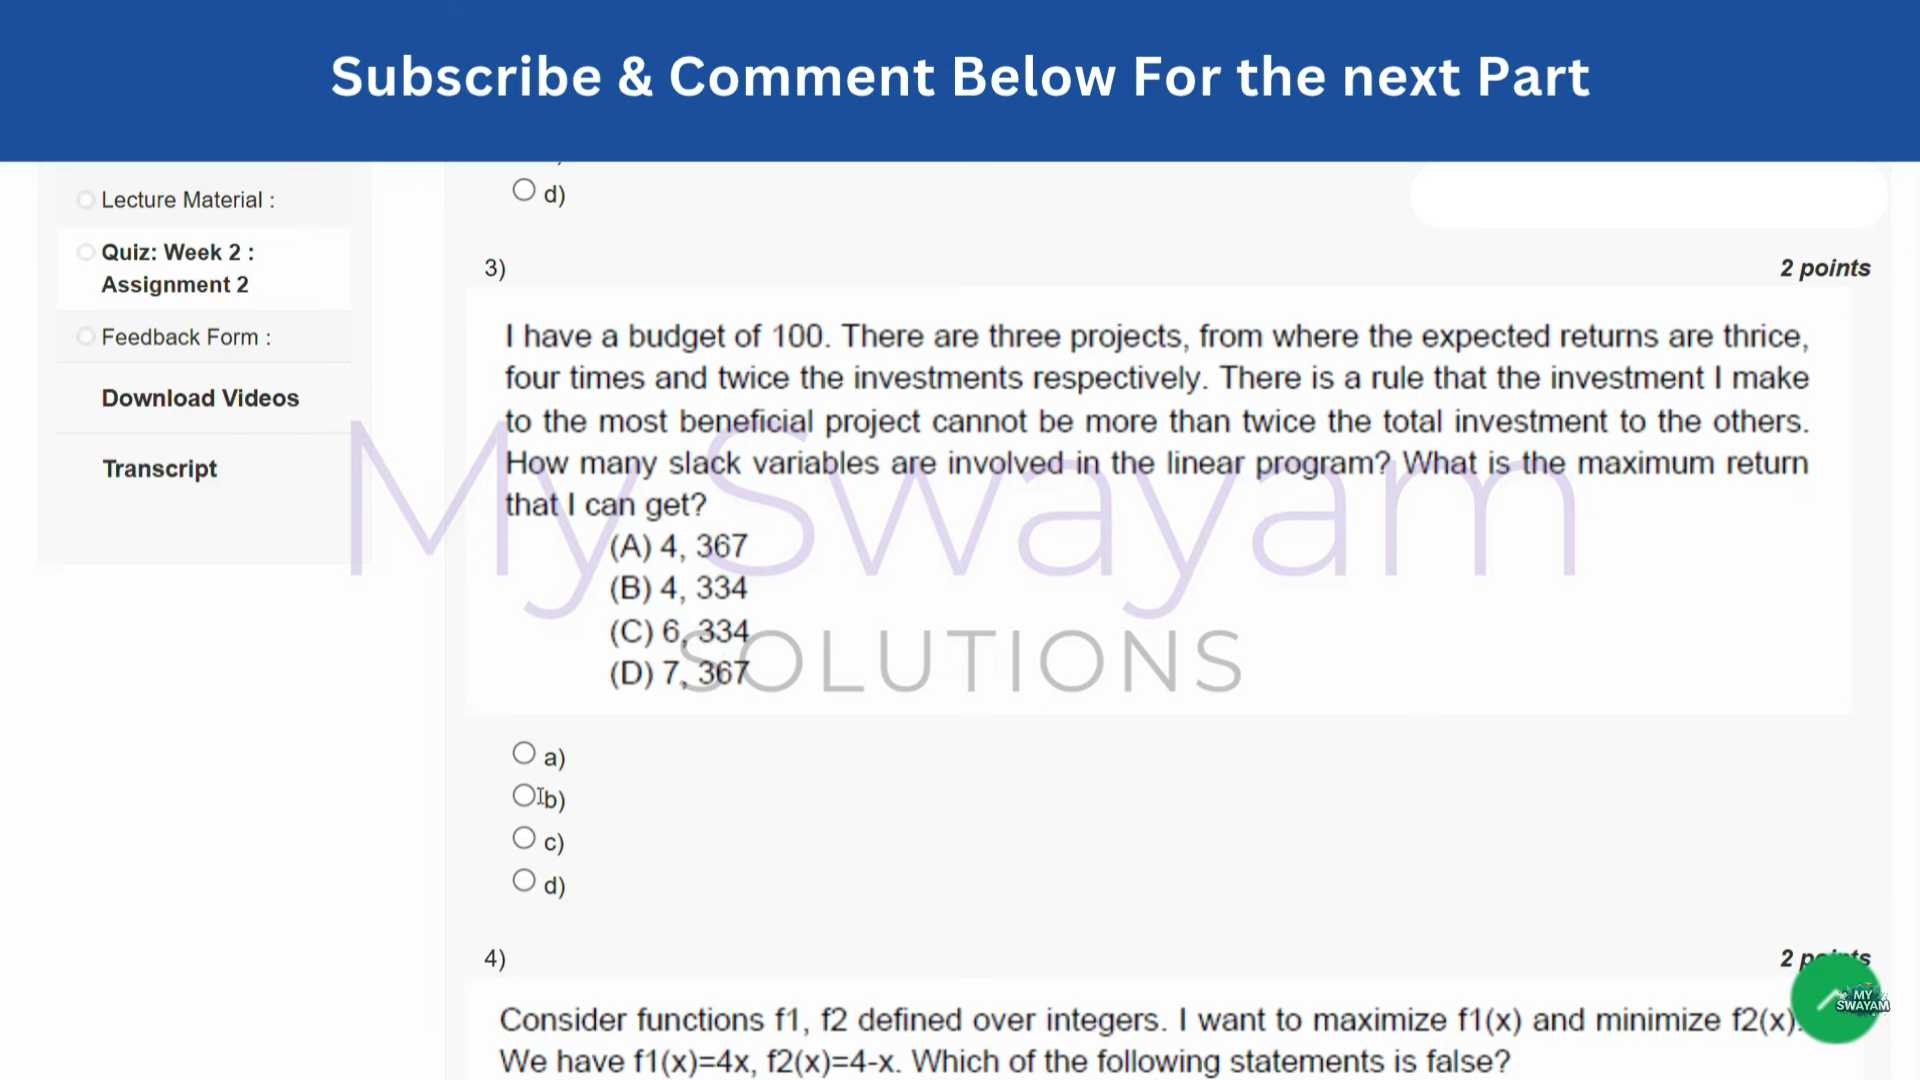 Subscribe & Comment Below For the next Part
Lecture Material :
d)
Quiz: Week 2 :
Assignment 2
3)
2 points
Feedback Form :
I have a budget of 100. There are three projects, from where the expected returns are thrice,
four times and twice the investments respectively. There is a rule that the investment I make
to the most beneficial project cannot be more than twice the total investment to the others.
How many slack variables are involved in the linear program? What is the maximum return
that I can get?
Download Videos
Transcript
My Swayam
SOLUTIONS
(A) 4, 367
(B) 4, 334
(C) 6, 334
(D) 7, 367
a)
b)
c)
d)
4)
2 points
MY
SWAYAM
Consider functions f1, f2 defined over integers. I want to maximize f1(x) and minimize f2(x).
We have f1(x)=4x, f2(x)=4-x. Which of the following statements is false?